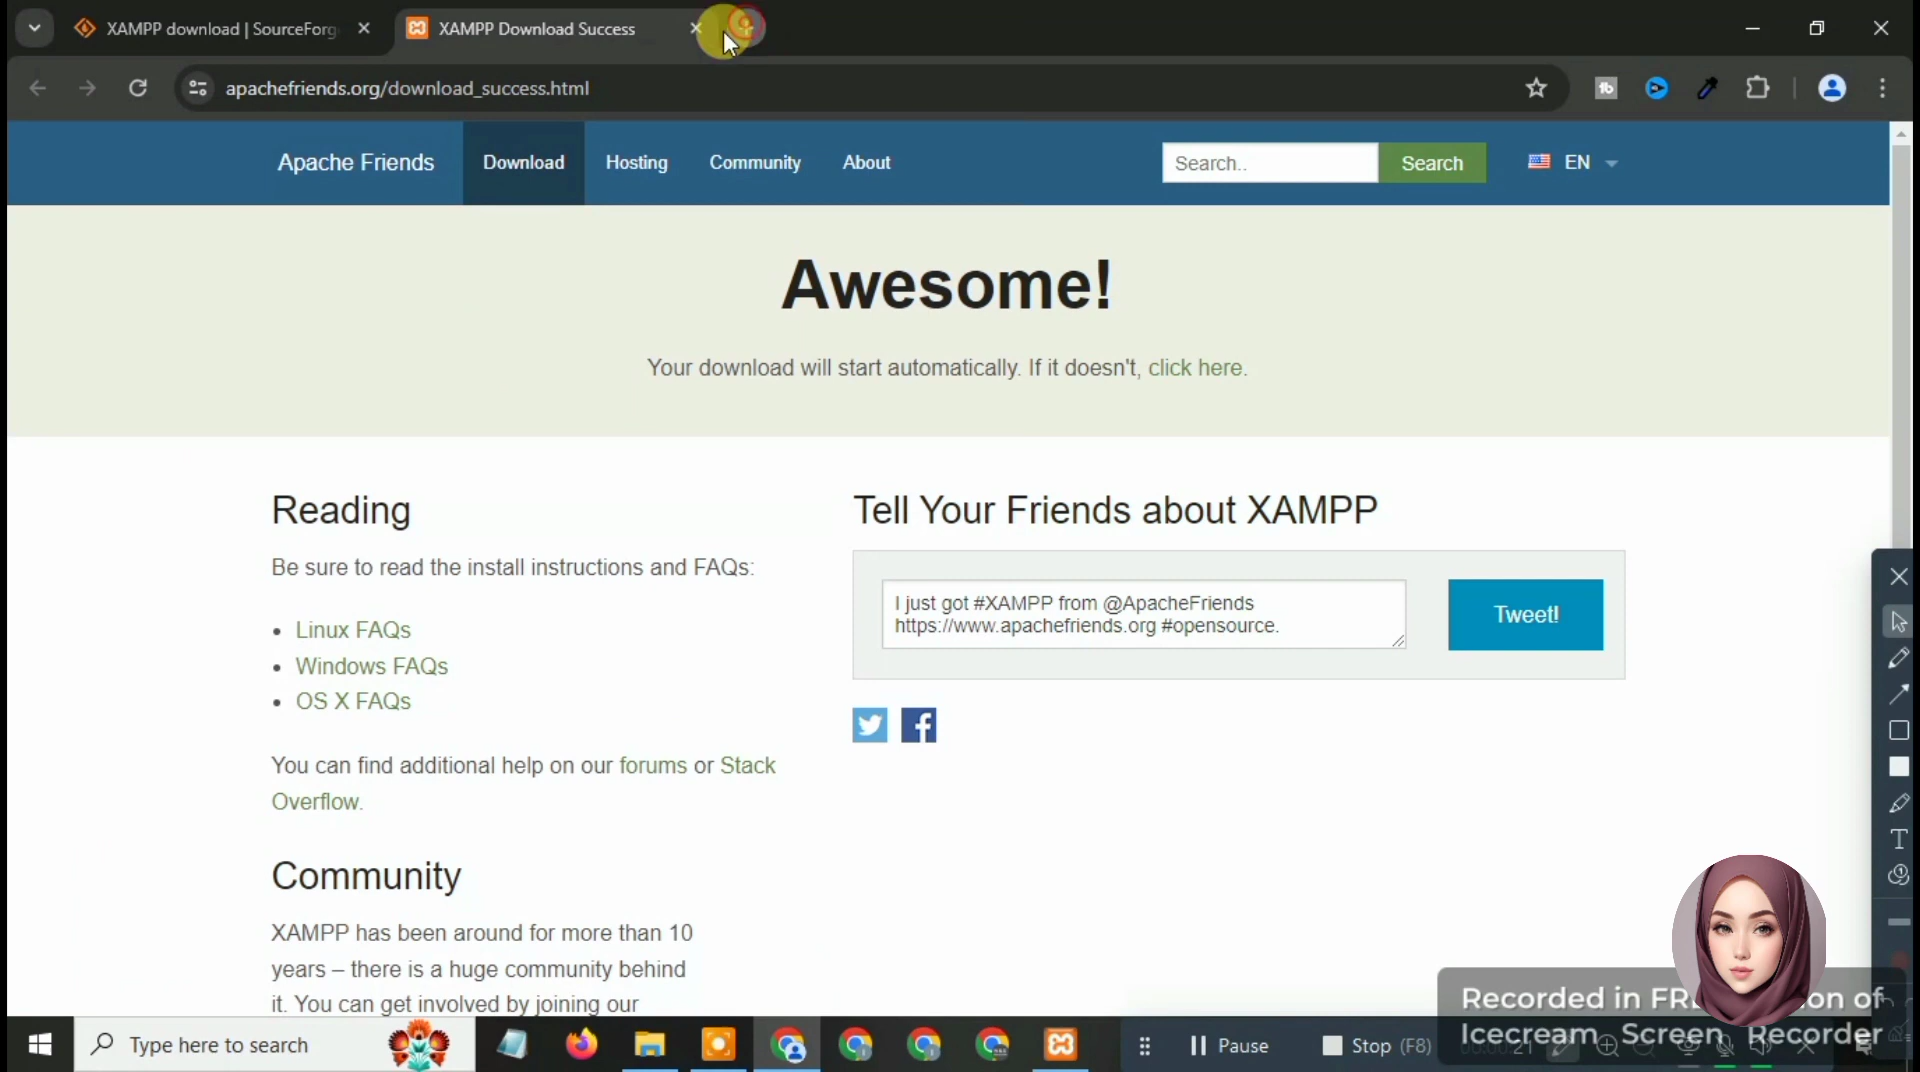 XAMPP download | SourceForg
XAMPP Download Success
apachefriends.org/download_success.html
Apache Friends
Download
Hosting
Community
About
Search..
Search
EN
Awesome!
Your download will start automatically. If it doesn't, click here.
Reading
Be sure to read the install instructions and FAQs:
Linux FAQs
Windows FAQs
OS X FAQs
You can find additional help on our forums or Stack
Overflow.
Community
XAMPP has been around for more than 10
years – there is a huge community behind
it. You can get involved by joining our
Tell Your Friends about XAMPP
I just got #XAMPP from @ApacheFriends
https://www.apachefriends.org #opensource.
Tweet!
Type here to search
Pause
Stop (F8)
Recorded in FRE on of
Icecream Screen Recorder